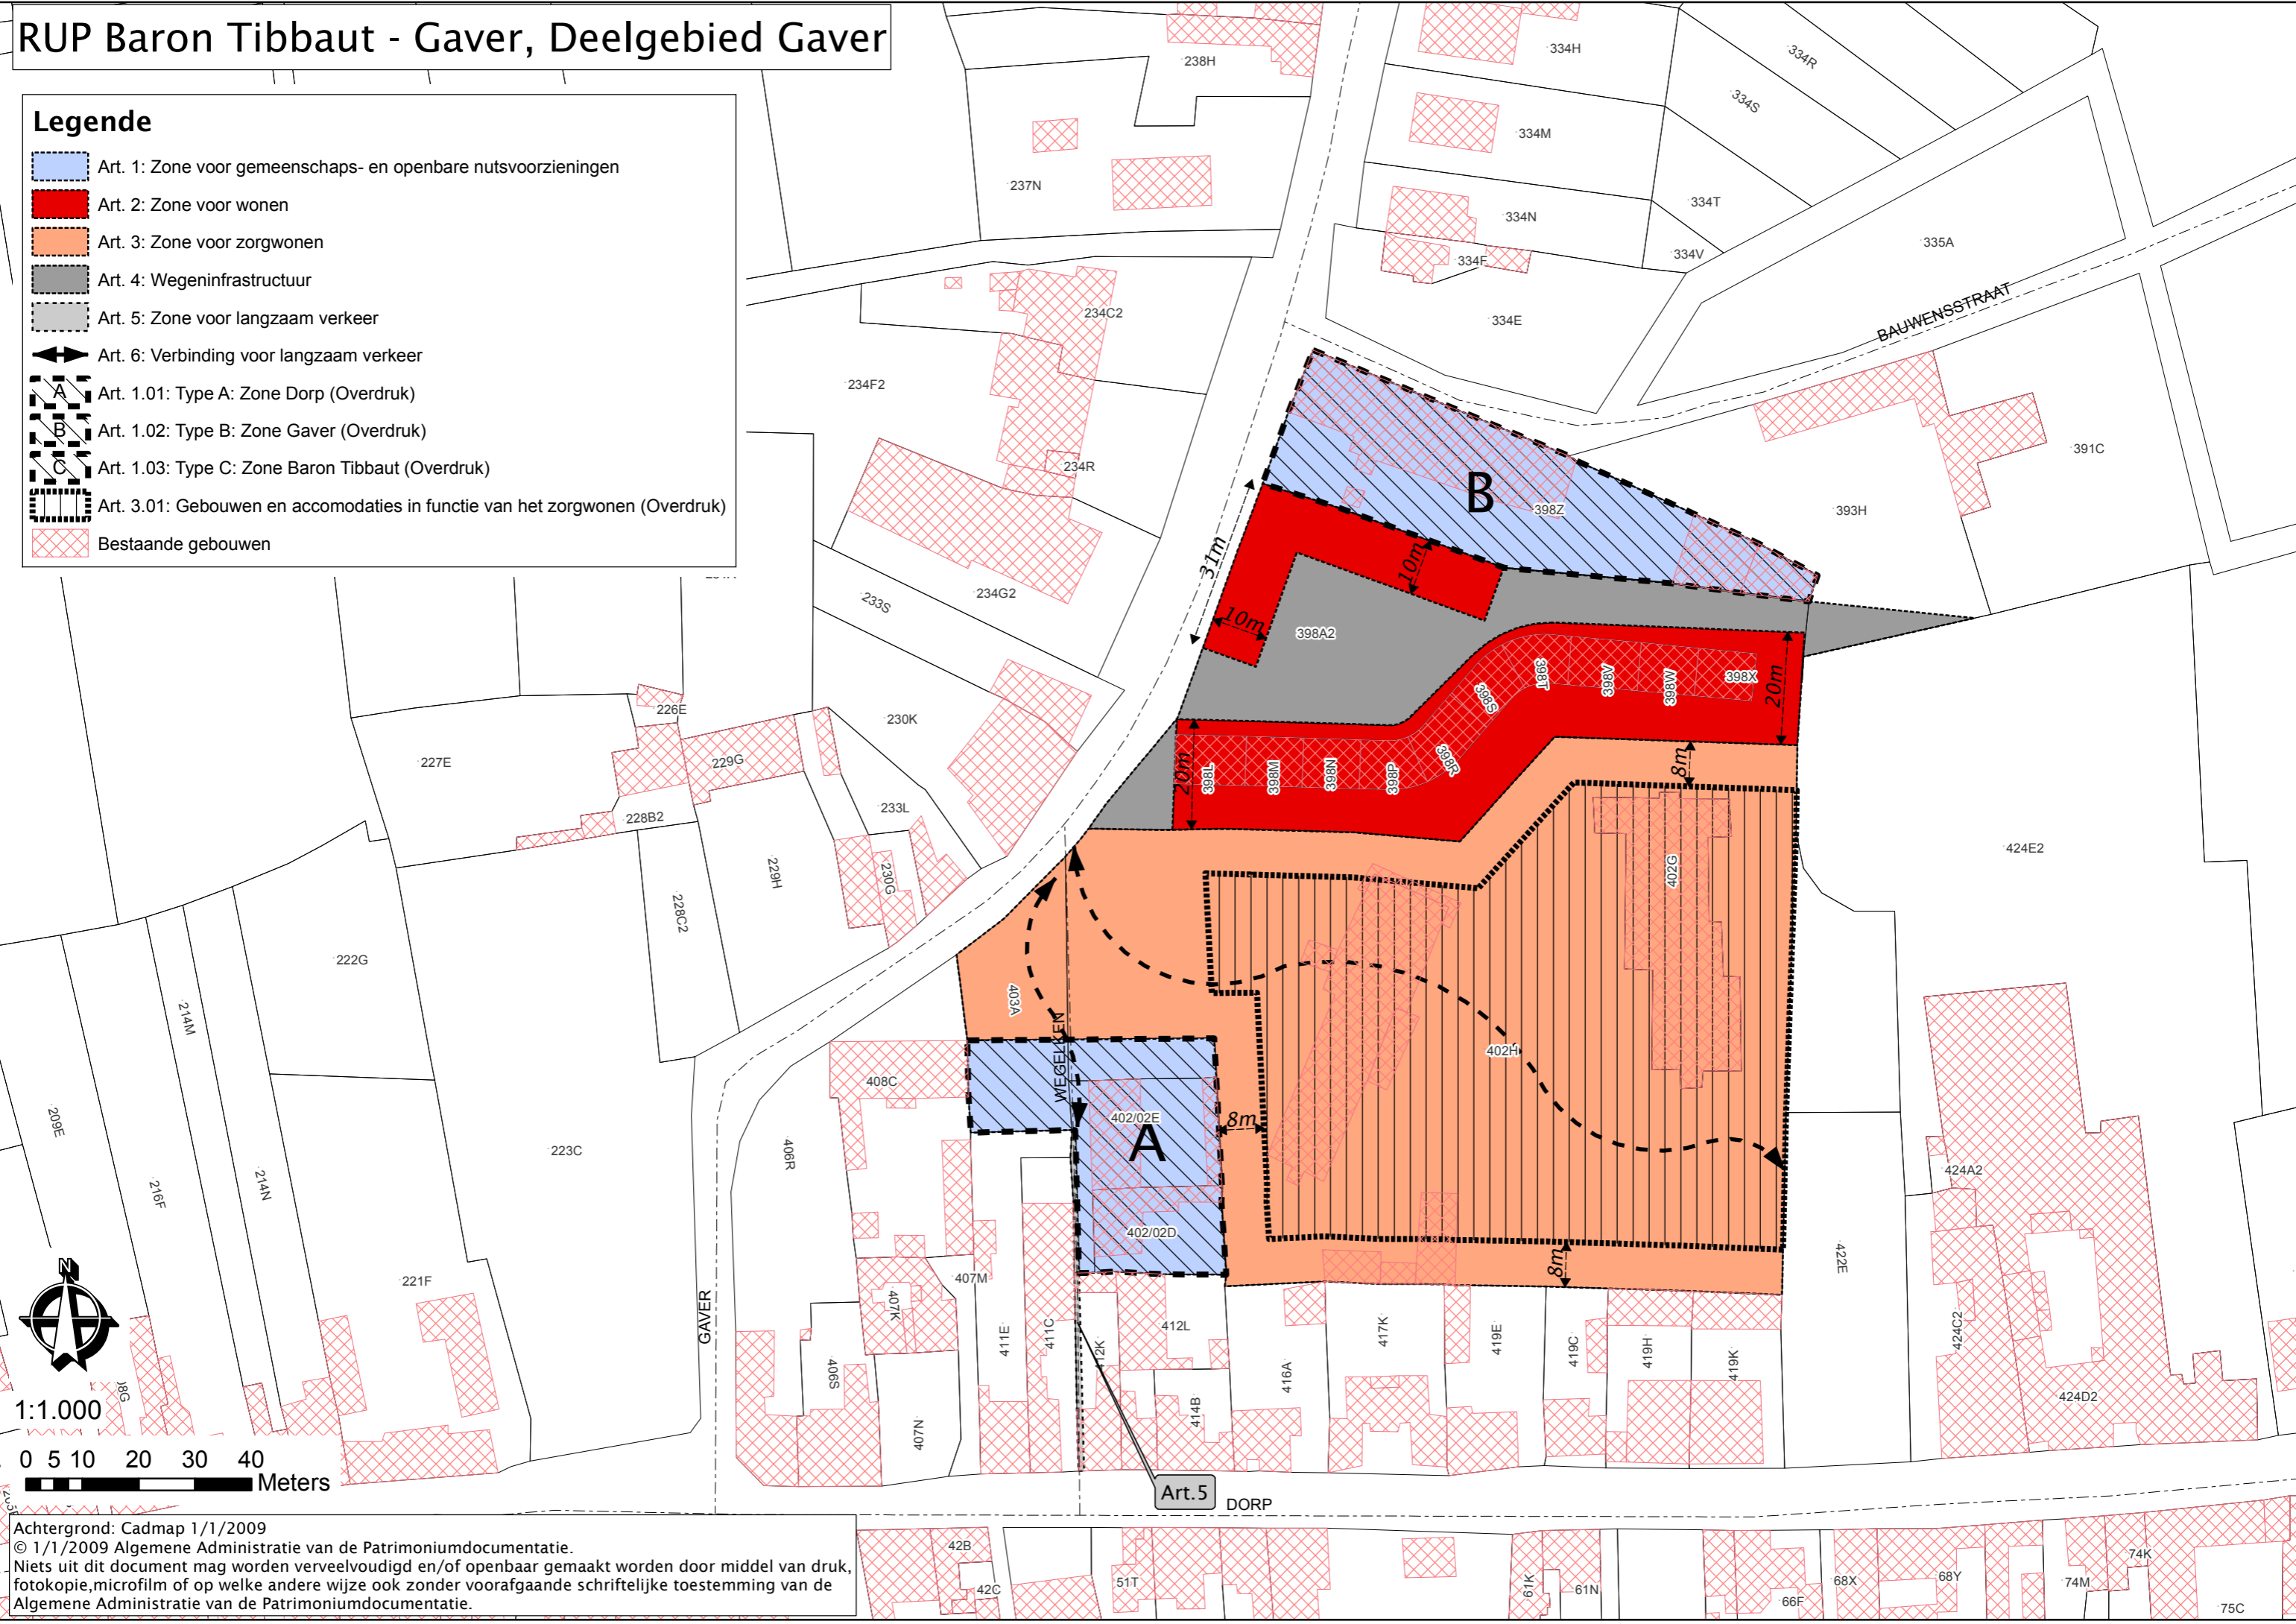 RUP Baron Tibbaut - Gaver, Deelgebied Gaver
Legende
Art. 1: Zone voor gemeenschaps- en openbare nutsvoorzieningen
Art. 2: Zone voor wonen
Art. 3: Zone voor zorgwonen
Art. 4: Wegeninfrastructuur
Art. 5: Zone voor langzaam verkeer
Art. 6: Verbinding voor langzaam verkeer
A Art. 1.01: Type A: Zone Dorp (Overdruk)
B Art. 1.02: Type B: Zone Gaver (Overdruk)
C Art. 1.03: Type C: Zone Baron Tibbaut (Overdruk)
Art. 3.01: Gebouwen en accomodaties in functie van het zorgwonen (Overdruk)
Bestaande gebouwen
238H
334H
334R
334S
334M
237N
334N
334T
334V
334F
335A
334E
BAUWENSSTRAAT
234C2
234F2
234R
391C
393H
B
398Z
31m
10m
10m
234G2
233S
398A2
398T
398V
398W
398X
398S
20m
226E
230K
227E
229G
8m
20m
398L
398M
398N
398P
398R
233L
228B2
424E2
229H
230G
402G
228C2
222G
214M
403A
WEGELKEN
402H
408C
402/02E
A
8m
209E
223C
406R
216F
214N
424A2
402/02D
422E
8m
N
221F
407M
407K
GAVER
411E
411C
412K
412L
417K
419E
419C
419H
419K
416A
424C2
406S
414B
407N
424D2
1:1.000
0 5 10 20 30 40
Meters
Art.5
DORP
Achtergrond: Cadmap 1/1/2009
© 1/1/2009 Algemene Administratie van de Patrimoniumdocumentatie.
Niets uit dit document mag worden verveelvoudigd en/of openbaar gemaakt worden door middel van druk,
fotokopie,microfilm of op welke andere wijze ook zonder voorafgaande schriftelijke toestemming van de
Algemene Administratie van de Patrimoniumdocumentatie.
42B
42C
51T
61K
61N
66F
68X
68Y
74M
74K
75C